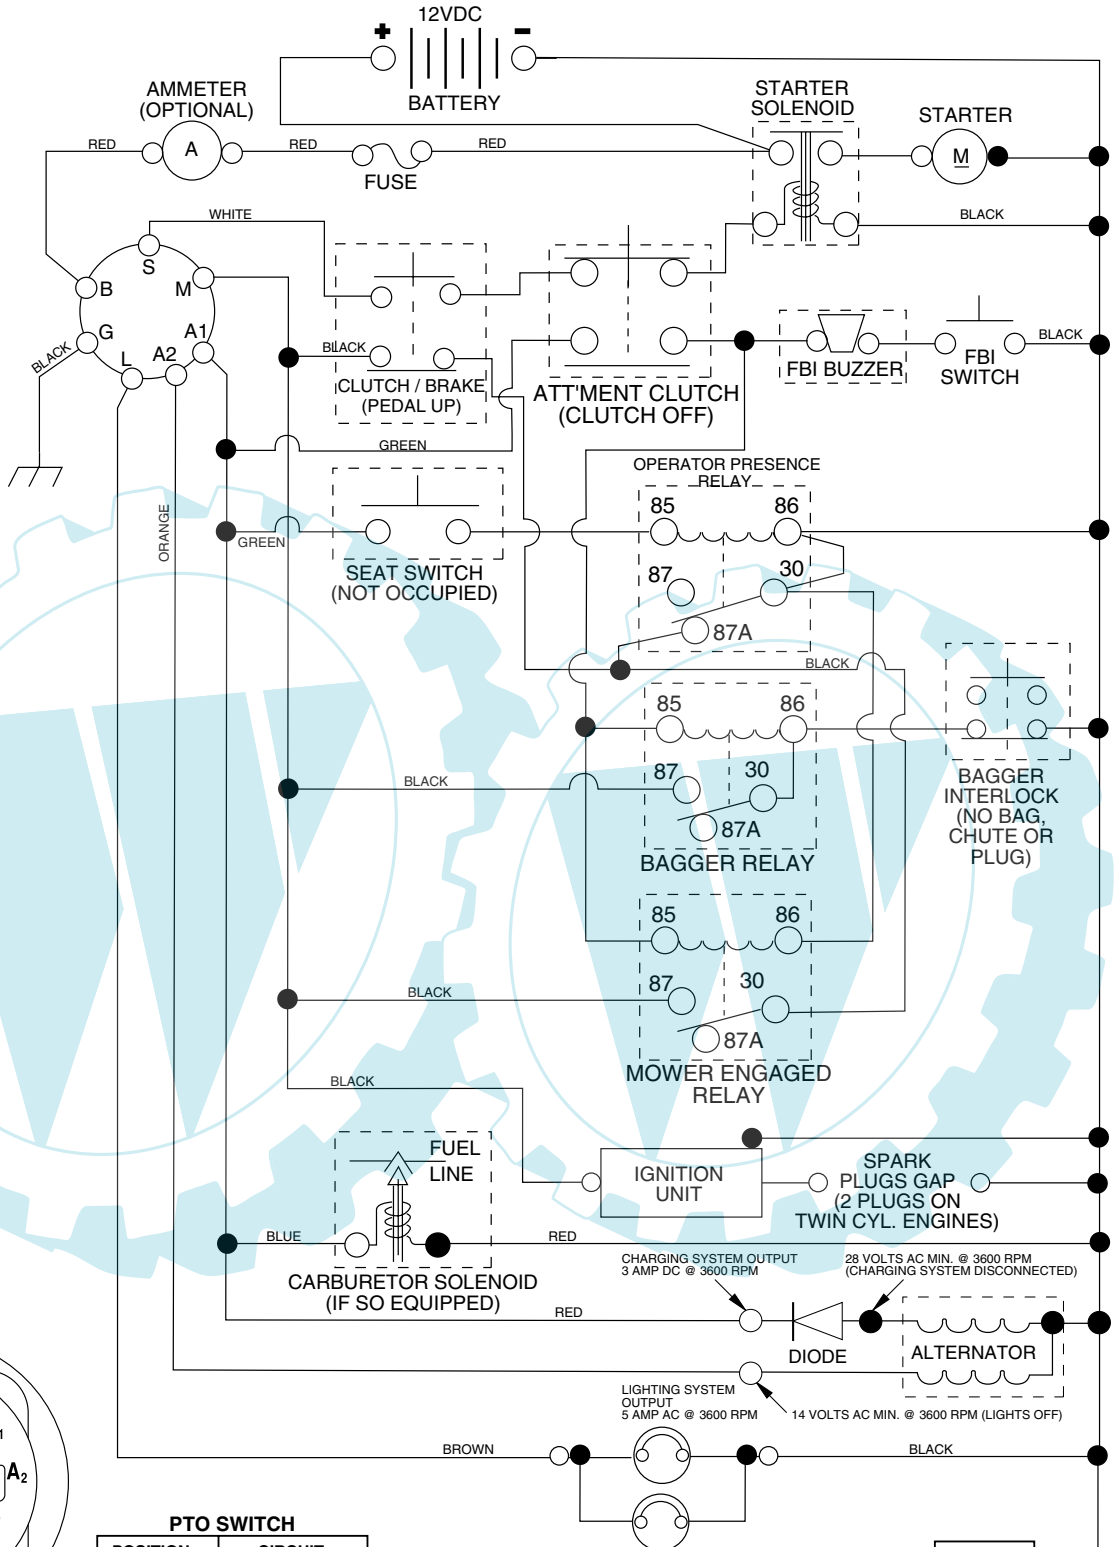 12VDC
+
-
BATTERY
AMMETER
(OPTIONAL)
STARTER
SOLENOID
STARTER
RED
A
RED
FUSE
RED
M
WHITE
BLACK
S
B
M
G
A1
L
A2
BLACK
BLACK
CLUTCH / BRAKE
(PEDAL UP)
ATT'MENT CLUTCH
(CLUTCH OFF)
FBI BUZZER
FBI
SWITCH
BLACK
GREEN
OPERATOR PRESENCE
RELAY
85
86
ORANGE
GREEN
SEAT SWITCH
(NOT OCCUPIED)
87
30
87A
BLACK
85
86
BLACK
87
30
87A
BAGGER RELAY
BAGGER
INTERLOCK
(NO BAG,
CHUTE OR
PLUG)
85
86
BLACK
87
30
87A
MOWER ENGAGED
RELAY
BLACK
FUEL
LINE
IGNITION
UNIT
SPARK
PLUGS GAP
(2 PLUGS ON
TWIN CYL. ENGINES)
BLUE
RED
CARBURETOR SOLENOID
(IF SO EQUIPPED)
CHARGING SYSTEM OUTPUT
3 AMP DC @ 3600 RPM
28 VOLTS AC MIN. @ 3600 RPM
(CHARGING SYSTEM DISCONNECTED)
RED
DIODE
ALTERNATOR
LIGHTING SYSTEM
OUTPUT
5 AMP AC @ 3600 RPM
14 VOLTS AC MIN. @ 3600 RPM (LIGHTS OFF)
BROWN
BLACK
A2
PTO SWITCH
POSITION
CIRCUIT